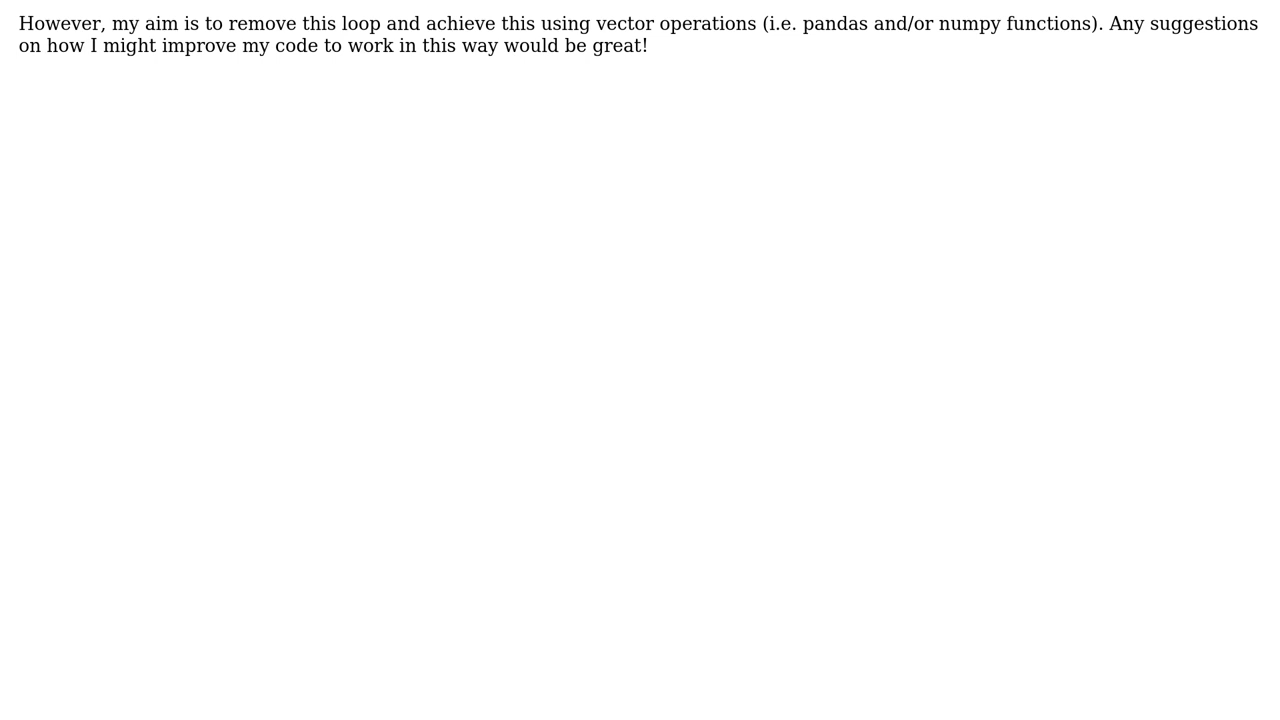 However, my aim is to remove this loop and achieve this using vector operations (i.e. pandas and/or numpy functions). Any suggestions
on how I might improve my code to work in this way would be great!